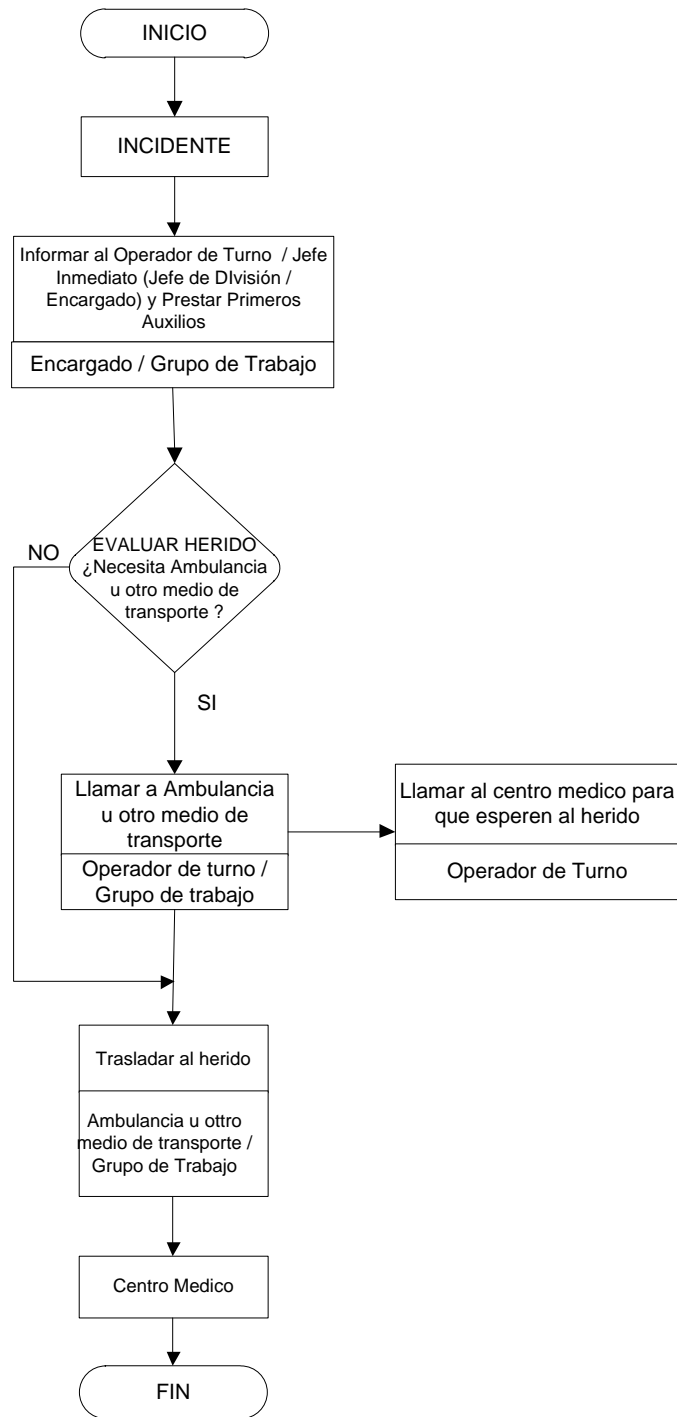 INICIO
INCIDENTE
Informar al Operador de Turno / Jefe
Inmediato (Jefe de DIvisión /
Encargado) y Prestar Primeros
Auxilios
Encargado / Grupo de Trabajo
NO
EVALUAR HERIDO
¿Necesita Ambulancia
u otro medio de
transporte ?
SI
Llamar a Ambulancia
u otro medio de
transporte
Operador de turno /
Grupo de trabajo
Llamar al centro medico para
que esperen al herido
Operador de Turno
Trasladar al herido
Ambulancia u ottro
medio de transporte /
Grupo de Trabajo
Centro Medico
FIN